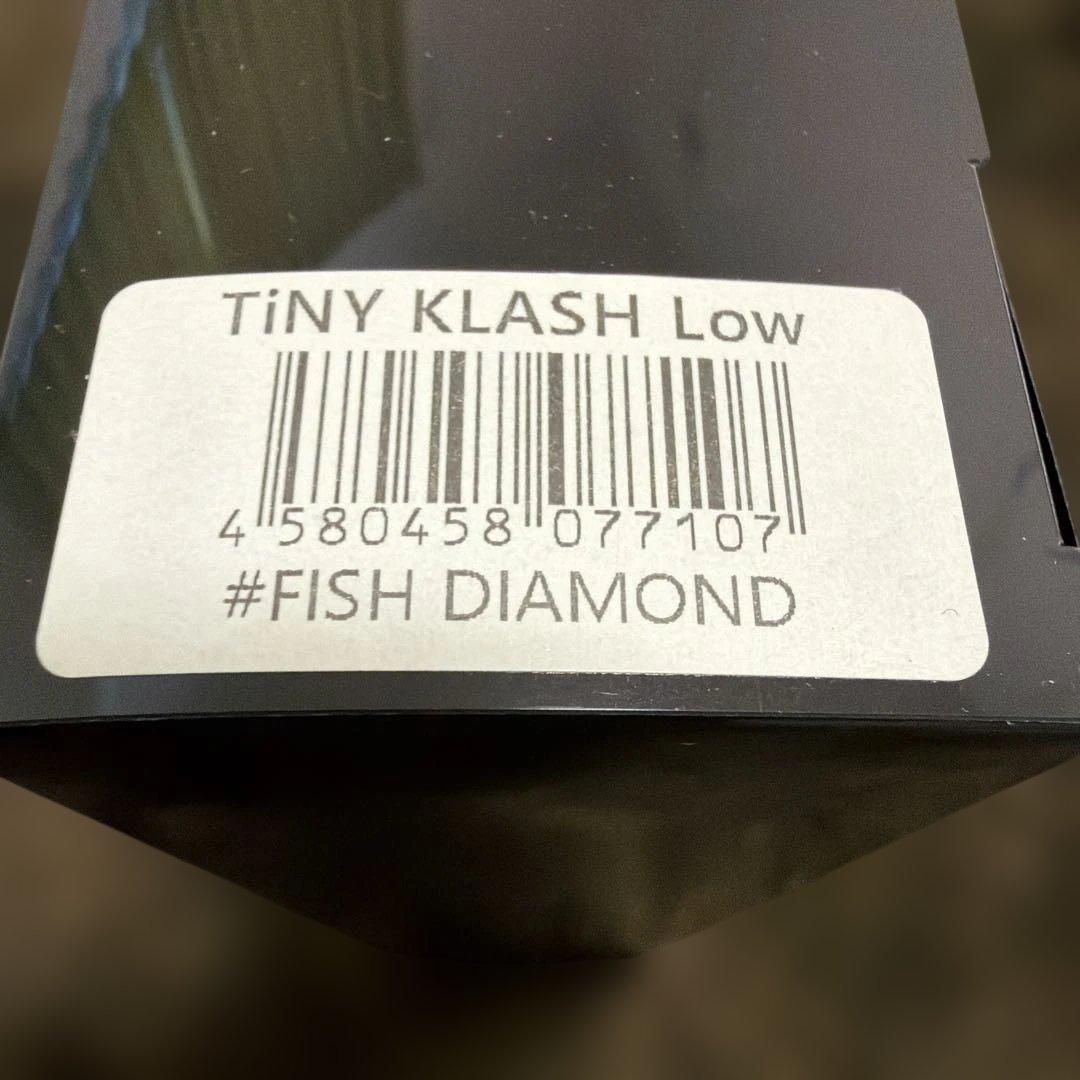 TiNY KLASH Low
4 580458 077107
#FISH DIAMOND